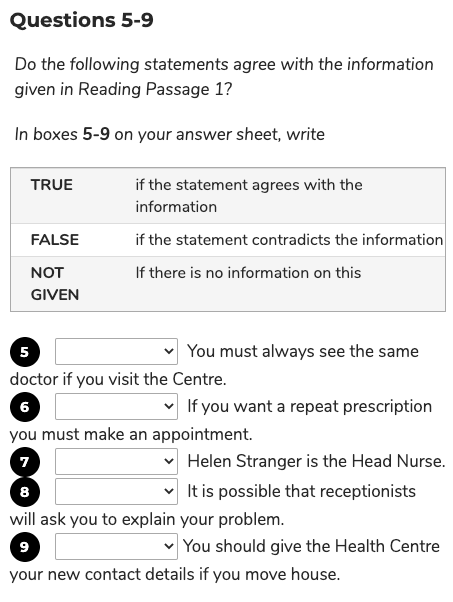 Questions 5-9
Do the following statements agree with the information
given in Reading Passage 1?
In boxes 5-9 on your answer sheet, write
TRUE if the statement agrees with the
information
FALSE if the statement contradicts the information
NOT If there is no information on this
GIVEN
5 You must always see the same
doctor if you visit the Centre.
6 If you want a repeat prescription
you must make an appointment.
7 Helen Stranger is the Head Nurse.
8 It is possible that receptionists
will ask you to explain your problem.
9 You should give the Health Centre
your new contact details if you move house.